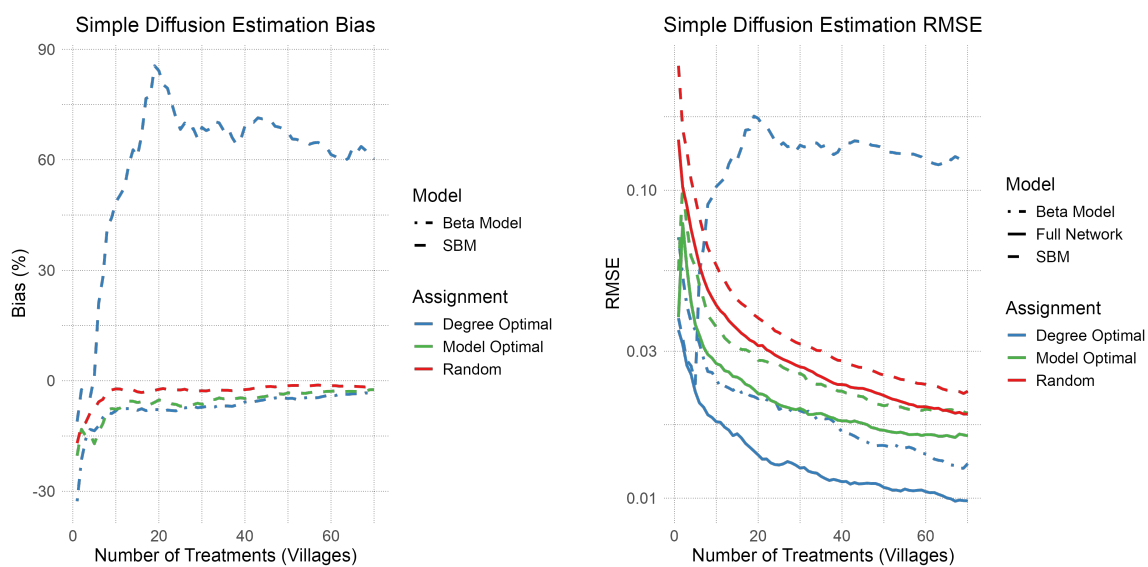 Simple Diffusion Estimation Bias
90
60
30
0
-30
Bias (%)
0 20 40 60
Number of Treatments (Villages)
Model
Beta Model
SBM
Assignment
Degree Optimal
Model Optimal
Random
Simple Diffusion Estimation RMSE
0.10
0.03
0.01
RMSE
0 20 40 60
Number of Treatments (Villages)
Model
Beta Model
Full Network
SBM
Assignment
Degree Optimal
Model Optimal
Random